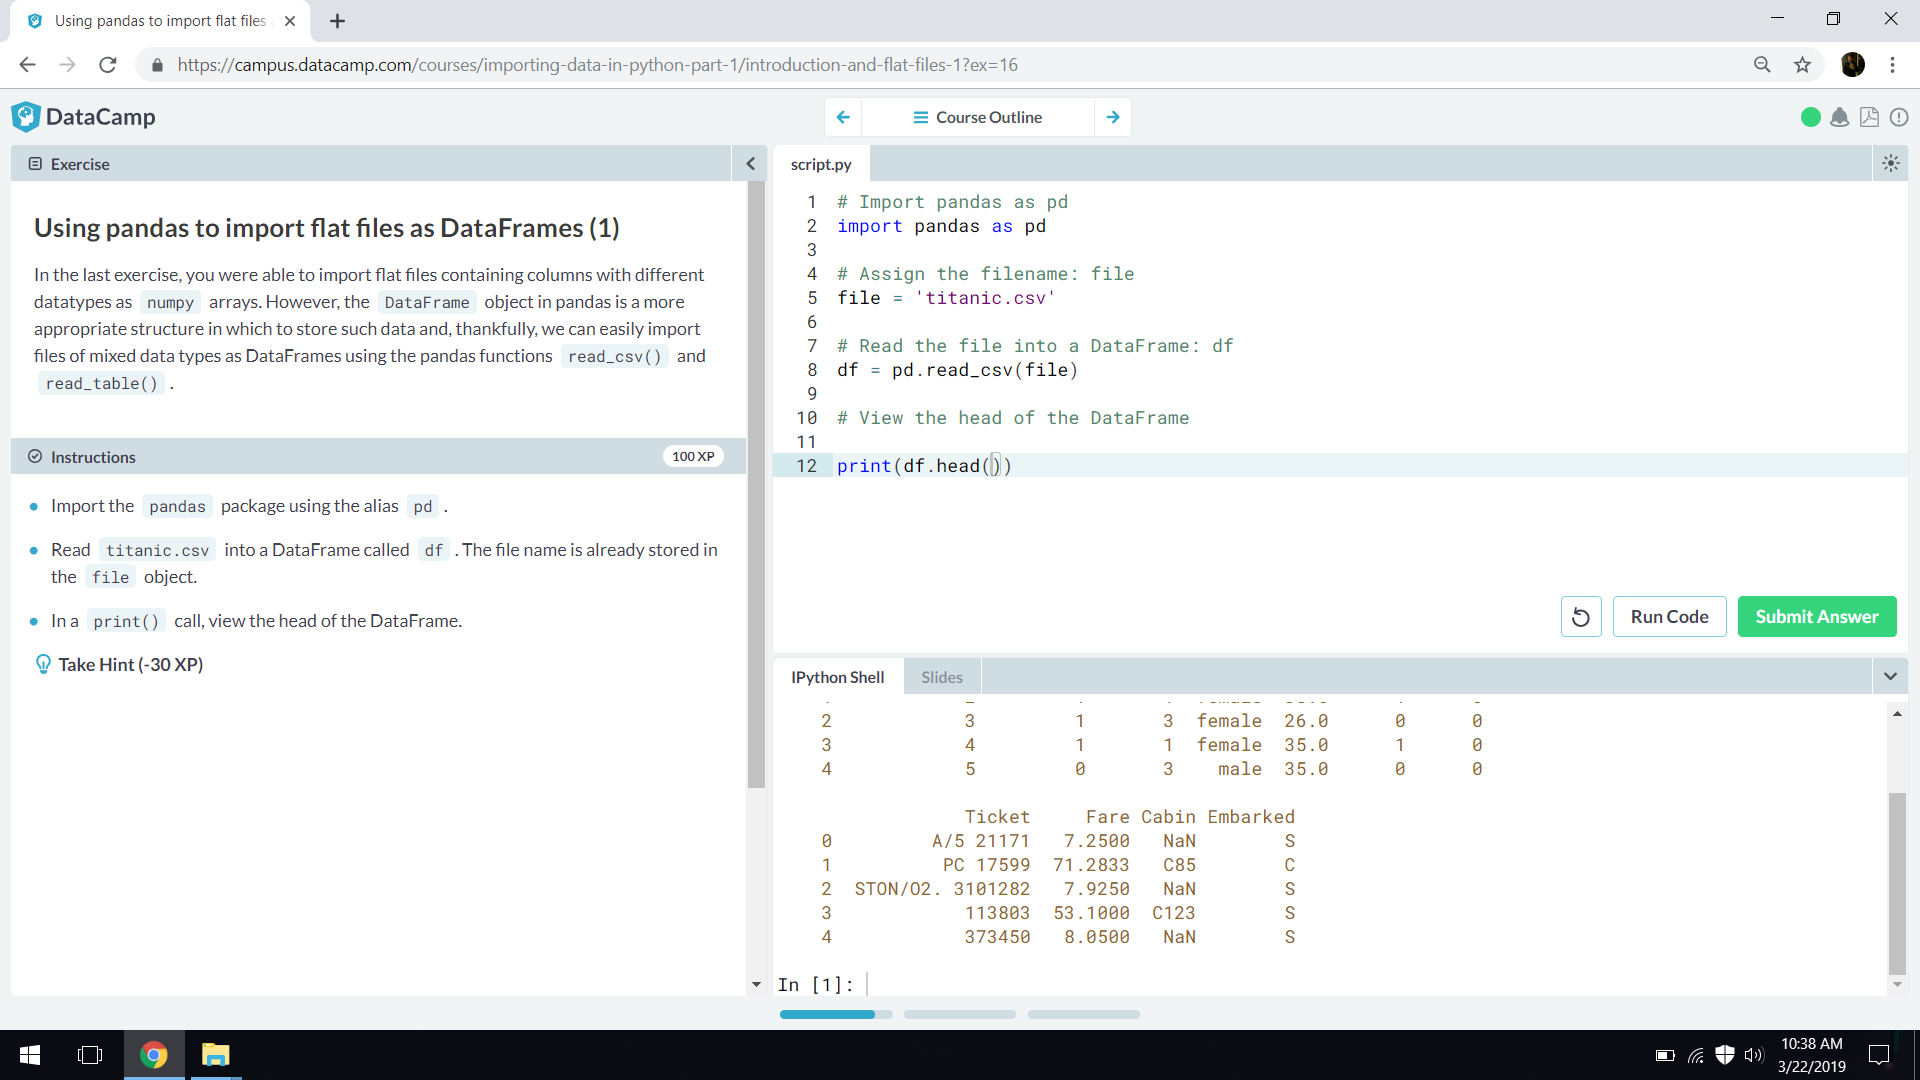 Using pandas to import flat files
https://campus.datacamp.com/courses/importing-data-in-python-part-1/introduction-and-flat-files-1?ex=16
DataCamp
Course Outline
Exercise
Using pandas to import flat files as DataFrames (1)
In the last exercise, you were able to import flat files containing columns with different
datatypes as numpy arrays. However, the DataFrame object in pandas is a more
appropriate structure in which to store such data and, thankfully, we can easily import
files of mixed data types as DataFrames using the pandas functions read_csv() and
read_table() .
Instructions
100 XP
Import the pandas package using the alias pd .
Read titanic.csv into a DataFrame called df . The file name is already stored in
the file object.
In a print() call, view the head of the DataFrame.
Take Hint (-30 XP)
script.py
1 # Import pandas as pd
2 import pandas as pd
3
4 # Assign the filename: file
5 file = 'titanic.csv'
6
7 # Read the file into a DataFrame: df
8 df = pd.read_csv(file)
9
10 # View the head of the DataFrame
11
12 print(df.head())
Run Code
Submit Answer
IPython Shell
Slides
2 3 1 3 female 26.0 0 0
3 4 1 1 female 35.0 1 0
4 5 0 3 male 35.0 0 0
Ticket Fare Cabin Embarked
0 A/5 21171 7.2500 NaN S
1 PC 17599 71.2833 C85 C
2 STON/O2. 3101282 7.9250 NaN S
3 113803 53.1000 C123 S
4 373450 8.0500 NaN S
In [1]:
10:38 AM
3/22/2019